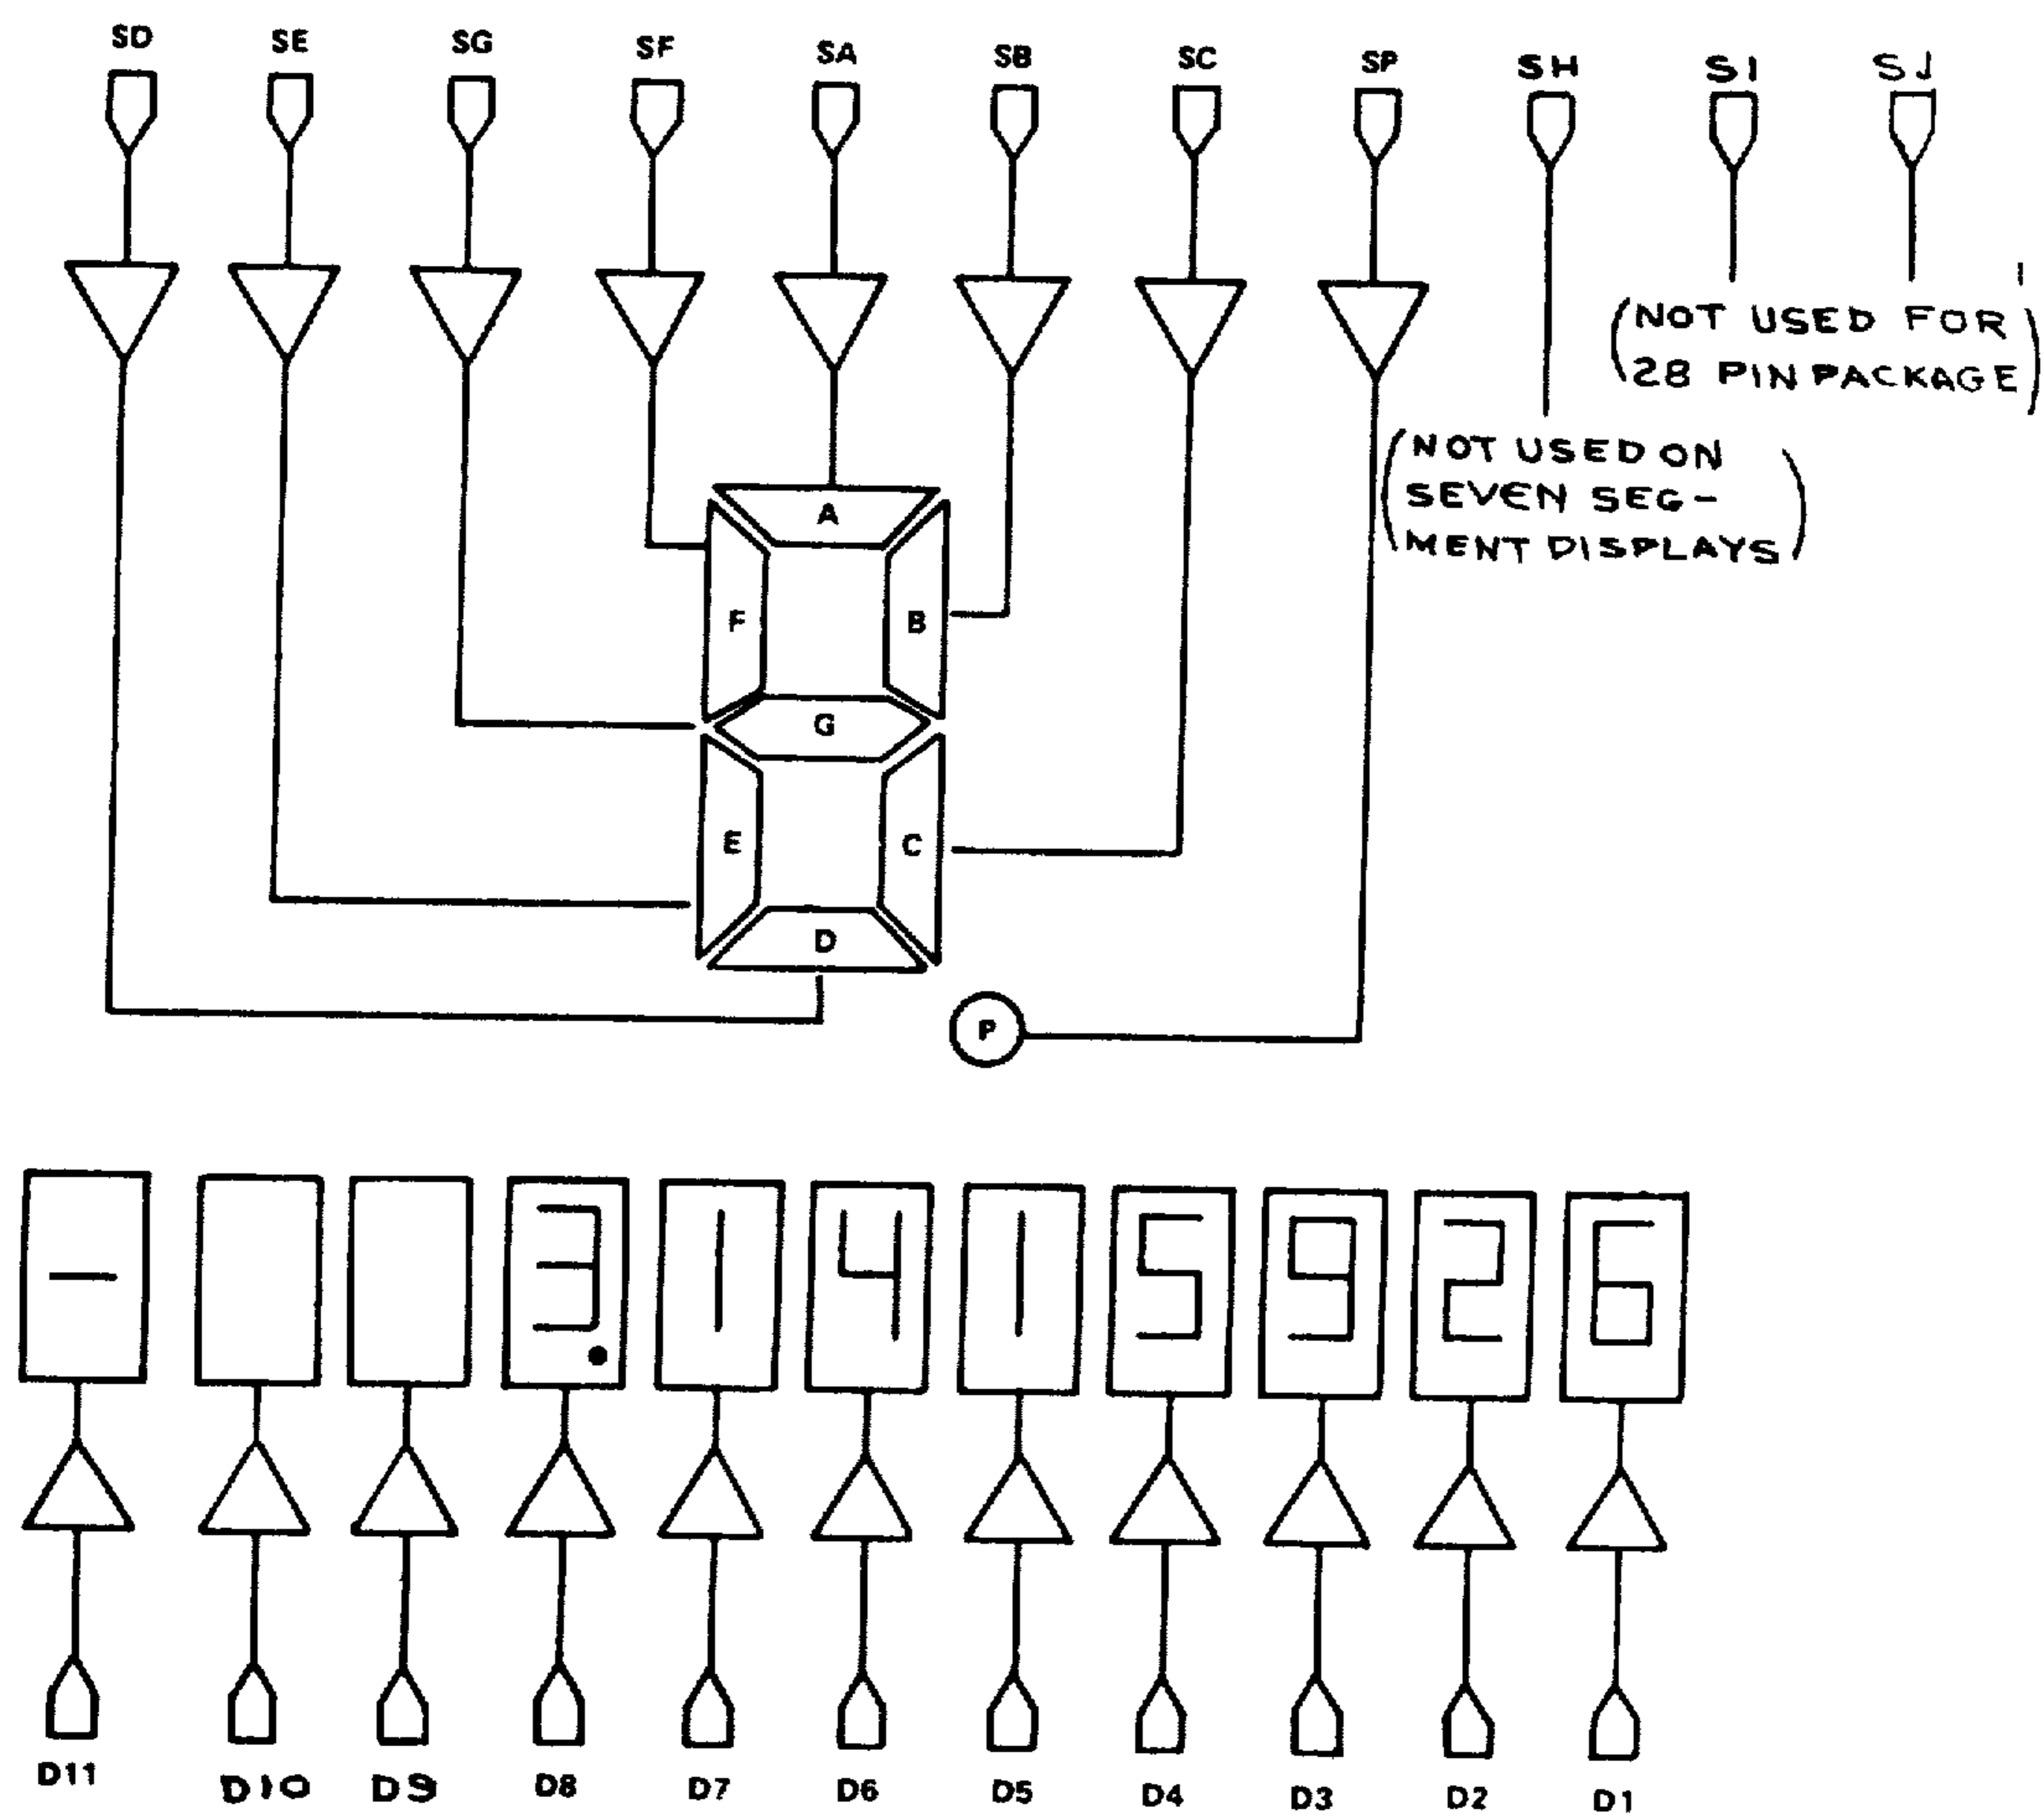 SD SE SG SF SA SB SC SP SH SI SJ
(NOT USED FOR
28 PIN PACKAGE)
(NOT USED ON
SEVEN SEG-
MENT DISPLAYS)
A
F B
G
E C
D
P
- 3. 1 4 1 5 9 2 6
D11 D10 D9 D8 D7 D6 D5 D4 D3 D2 D1